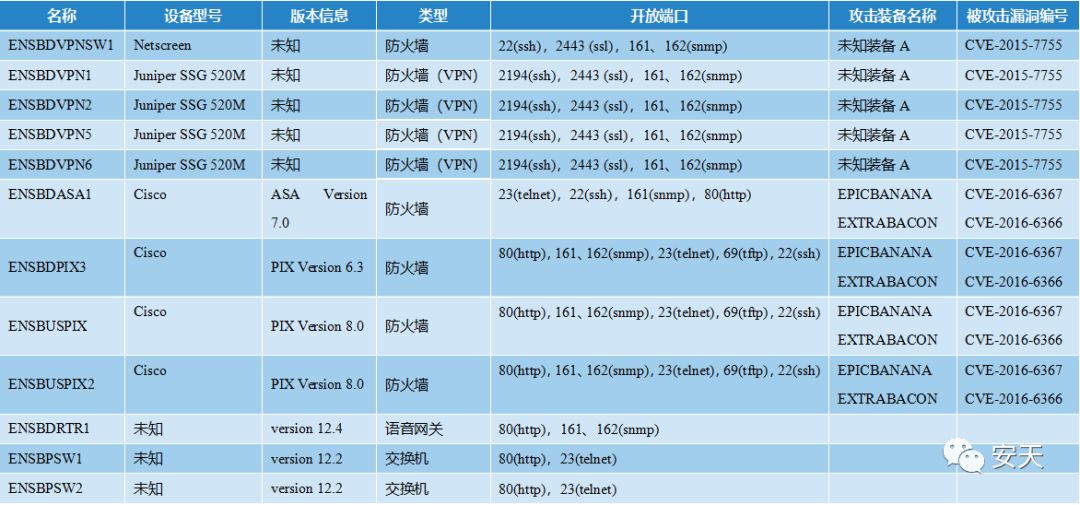 名称 设备型号 版本信息 类型 开放端口 攻击装备名称 被攻击漏洞编号
ENSBDVPNSW1 Netscreen 未知 防火墙 22(ssh)，2443 (ssl)，161、162(snmp) 未知装备 A CVE-2015-7755
ENSBDVPN1 Juniper SSG 520M 未知 防火墙（VPN） 2194(ssh)，2443 (ssl)，161、162(snmp) 未知装备 A CVE-2015-7755
ENSBDVPN2 Juniper SSG 520M 未知 防火墙（VPN） 2194(ssh)，2443 (ssl)，161、162(snmp) 未知装备 A CVE-2015-7755
ENSBDVPN5 Juniper SSG 520M 未知 防火墙（VPN） 2194(ssh)，2443 (ssl)，161、162(snmp) 未知装备 A CVE-2015-7755
ENSBDVPN6 Juniper SSG 520M 未知 防火墙（VPN） 2194(ssh)，2443 (ssl)，161、162(snmp) 未知装备 A CVE-2015-7755
ENSBDASA1 Cisco ASA Version 防火墙 23(telnet)，22(ssh)，161(snmp)，80(http) EPICBANANA CVE-2016-6367
7.0 EXTRABACON CVE-2016-6366
ENSBDPIX3 Cisco PIX Version 6.3 防火墙 80(http)，161、162(snmp)，23(telnet)，69(tftp)，22(ssh) EPICBANANA CVE-2016-6367
EXTRABACON CVE-2016-6366
ENSBUSPIX Cisco PIX Version 8.0 防火墙 80(http)，161、162(snmp)，23(telnet)，69(tftp)，22(ssh) EPICBANANA CVE-2016-6367
EXTRABACON CVE-2016-6366
ENSBUSPIX2 Cisco PIX Version 8.0 防火墙 80(http)，161、162(snmp)，23(telnet)，69(tftp)，22(ssh) EPICBANANA CVE-2016-6367
EXTRABACON CVE-2016-6366
ENSBDRTR1 未知 version 12.4 语音网关 80(http)，161、162(snmp)
ENSBPSW1 未知 version 12.2 交换机 80(http)，23(telnet)
ENSBPSW2 未知 version 12.2 交换机 80(http)，23(telnet)
安天